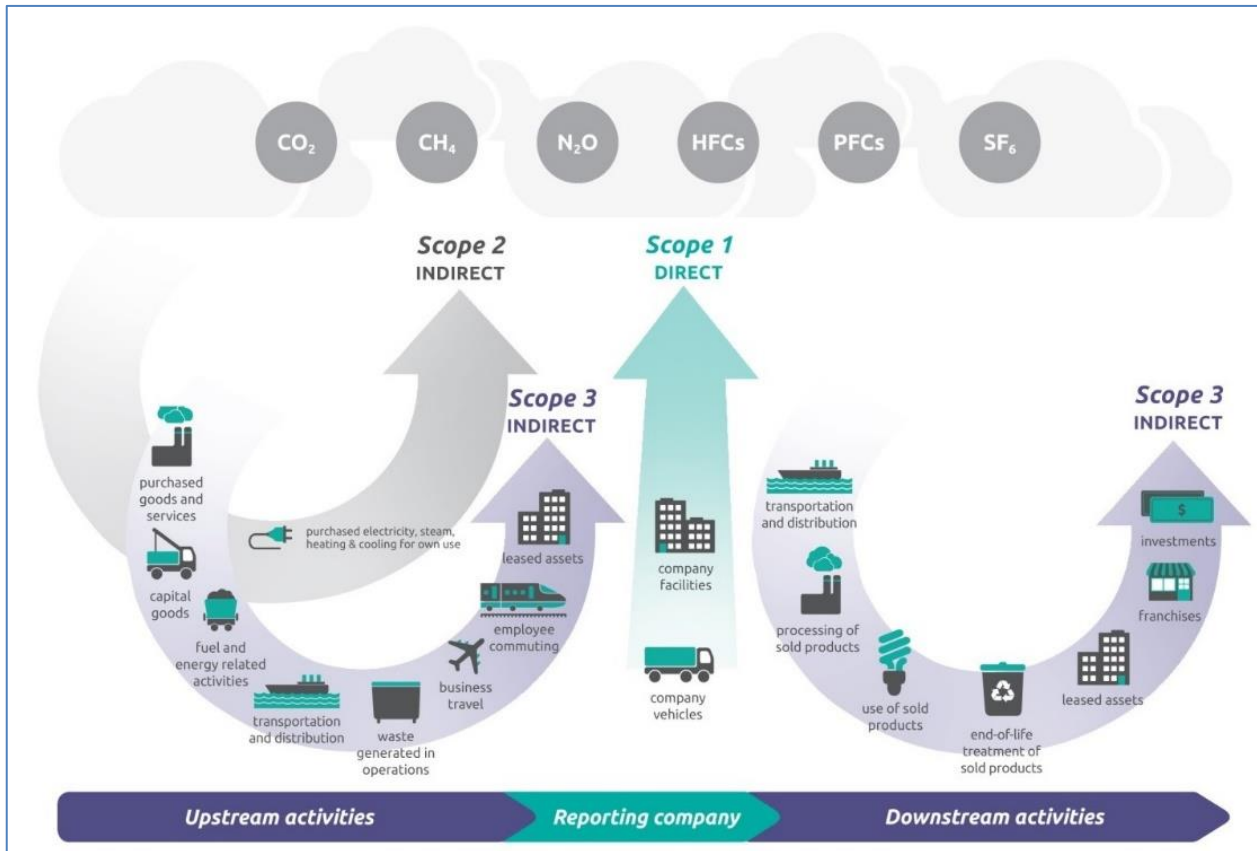 CO₂
CH₄
N₂O
HFCs
PFCs
SF₆
Scope 2
INDIRECT
Scope 1
DIRECT
Scope 3
INDIRECT
Scope 3
INDIRECT
purchased
goods and
services
capital
goods
fuel and
energy related
activities
transportation
and distribution
waste
generated in
operations
business
travel
employee
commuting
leased assets
purchased electricity, steam,
heating & cooling for own use
company
facilities
company
vehicles
transportation
and distribution
processing of
sold products
use of sold
products
end-of-life
treatment of
sold products
leased assets
franchises
$
investments
Upstream activities
Reporting company
Downstream activities